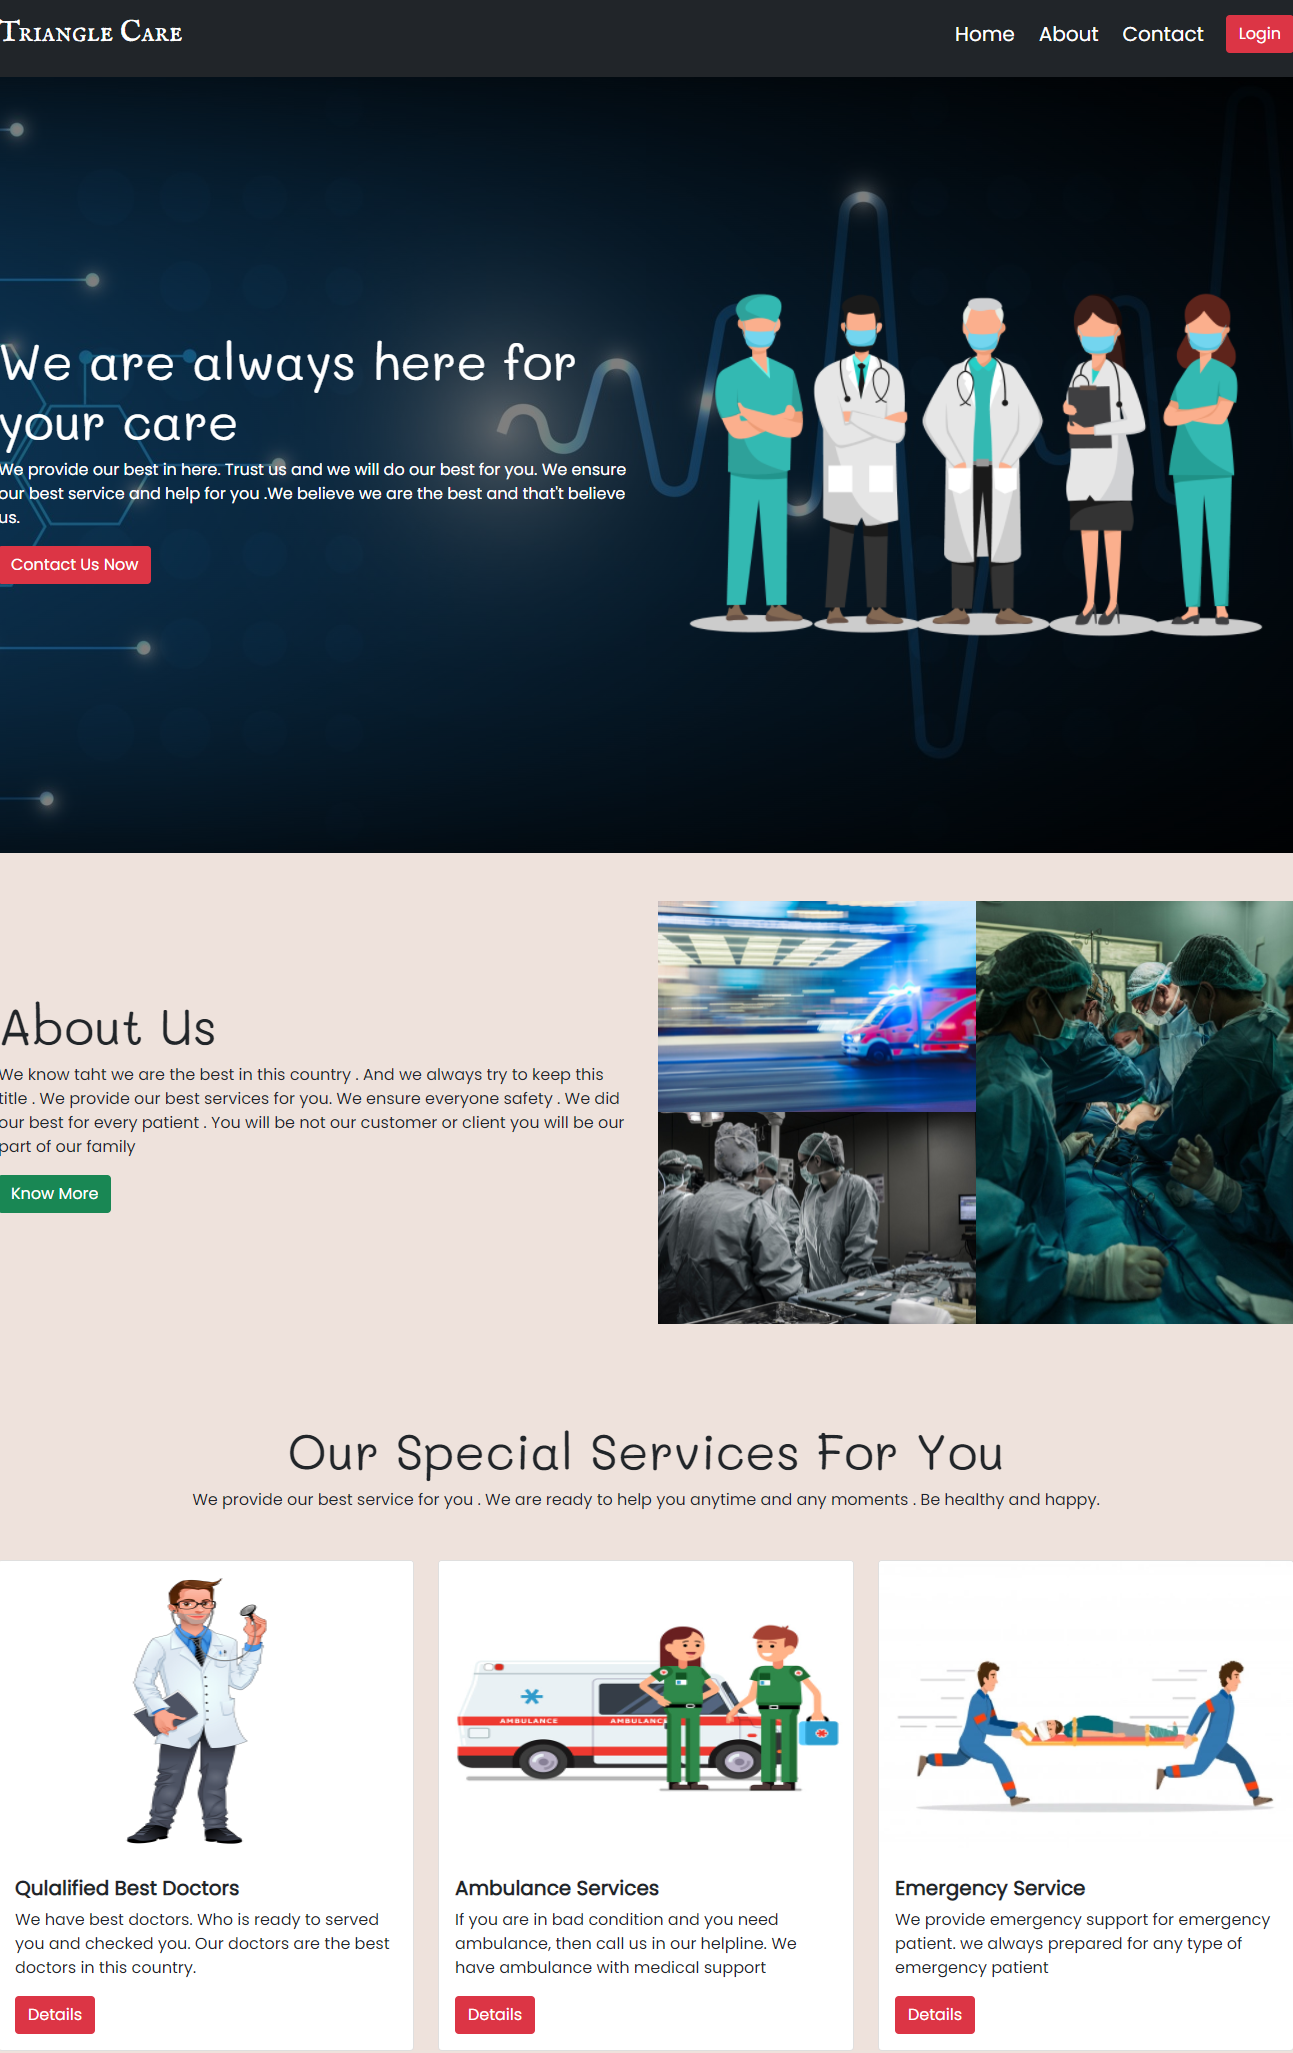 Triangle Care
Home About Contact Login
We are always here for
your care
We provide our best in here. Trust us and we will do our best for you. We ensure
our best service and help for you .We believe we are the best and that't believe
us.
Contact Us Now
About Us
We know taht we are the best in this country . And we always try to keep this
title . We provide our best services for you. We ensure everyone safety . We did
our best for every patient . You will be not our customer or client you will be our
part of our family
Know More
Our Special Services For You
We provide our best service for you . We are ready to help you anytime and any moments . Be healthy and happy.
AMBULANCE AMBULANCE
Qulalified Best Doctors
We have best doctors. Who is ready to served
you and checked you. Our doctors are the best
doctors in this country.
Details
Ambulance Services
If you are in bad condition and you need
ambulance, then call us in our helpline. We
have ambulance with medical support
Details
Emergency Service
We provide emergency support for emergency
patient. we always prepared for any type of
emergency patient
Details